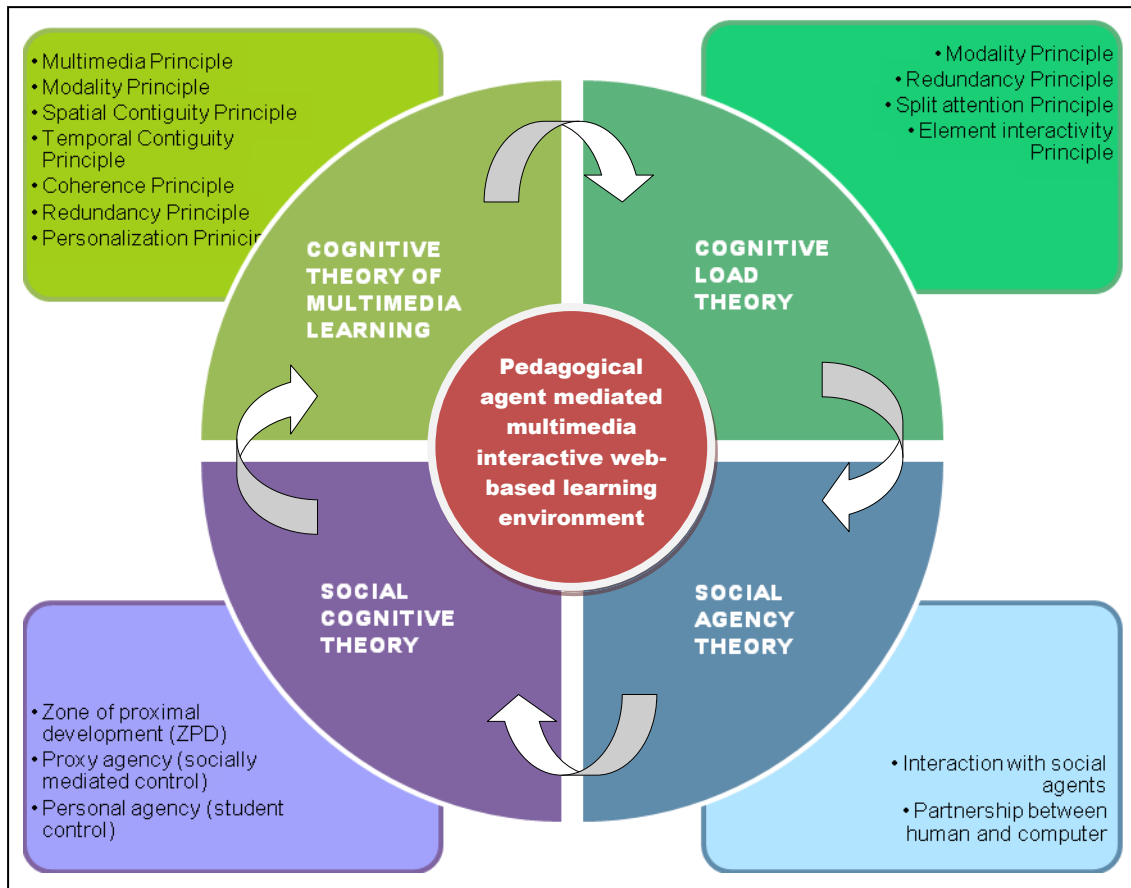 • Multimedia Principle
• Modality Principle
• Spatial Contiguity Principle
• Temporal Contiguity
Principle
• Coherence Principle
• Redundancy Principle
• Personalization Prinicip
• Modality Principle
• Redundancy Principle
• Split attention Principle
• Element interactivity
Principle
COGNITIVE
THEORY OF
MULTIMEDIA
LEARNING
COGNITIVE
LOAD
THEORY
Pedagogical
agent mediated
multimedia
interactive web-
based learning
environment
SOCIAL
COGNITIVE
THEORY
SOCIAL
AGENCY
THEORY
• Zone of proximal
development (ZPD)
• Proxy agency (socially
mediated control)
• Personal agency (student
control)
• Interaction with social
agents
• Partnership between
human and computer